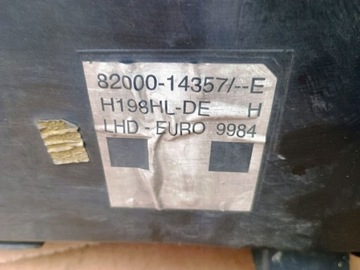 82000-14357/--E
H198HL-DE H
LHD - EURO 9984